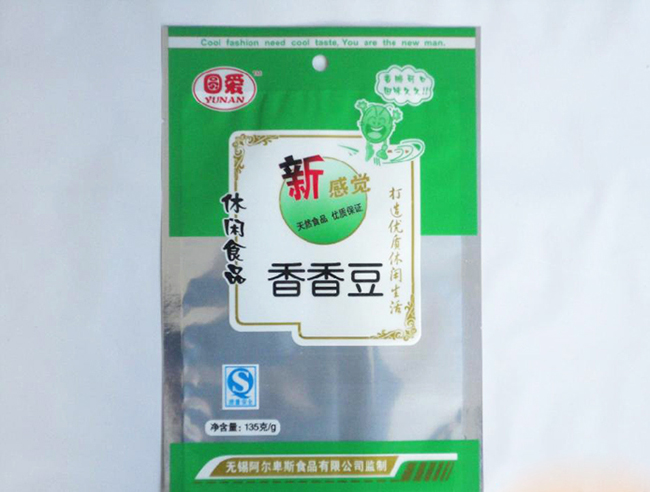 Cool fashion need cool taste, You are the new man.
圆爱
TM
YUNAN
新感觉
天然食品 优质保证
打造优质休闲生活
休闲食品
香香豆
QS
净含量: 135克/g
无锡阿尔卑斯食品有限公司监制